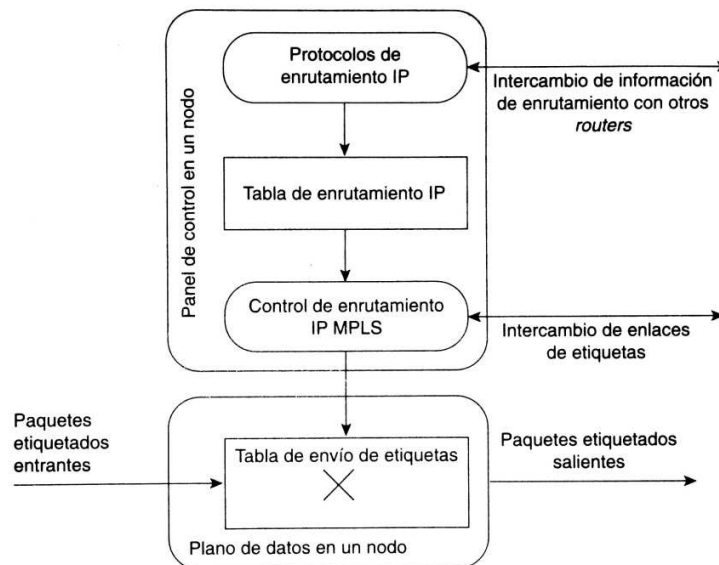 Protocolos de
enrutamiento IP
Intercambio de información
de enrutamiento con otros
routers
Panel de control en un nodo
Tabla de enrutamiento IP
Control de enrutamiento
IP MPLS
Intercambio de enlaces
de etiquetas
Paquetes
etiquetados
entrantes
Tabla de envío de etiquetas
Paquetes etiquetados
salientes
Plano de datos en un nodo